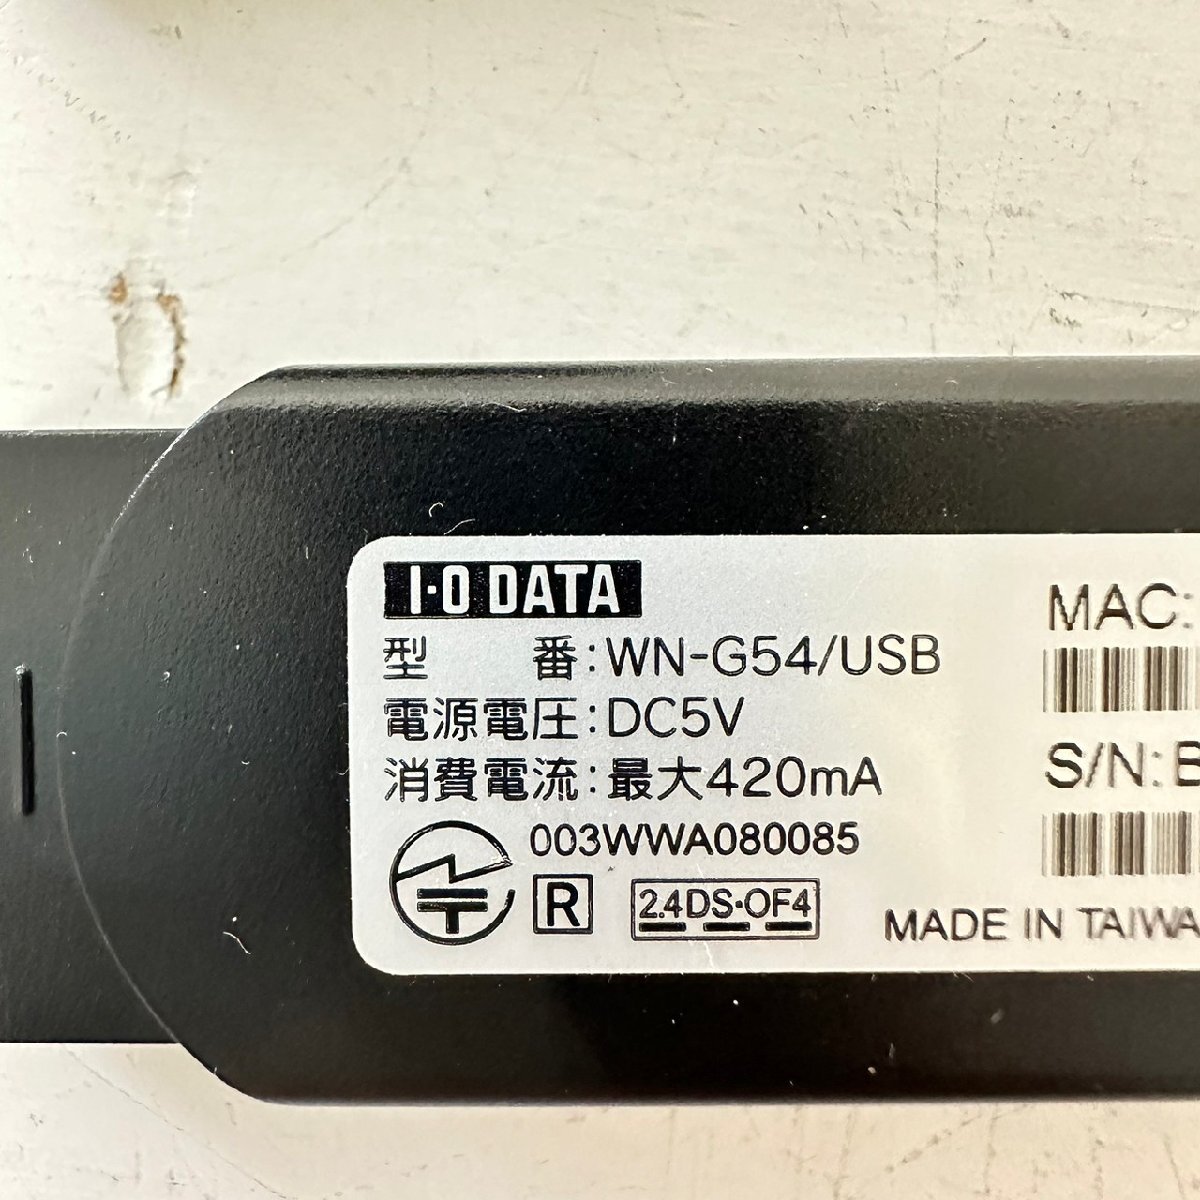 I·O DATA
型　　番:WN-G54/USB
電源電圧:DC5V
消費電流:最大420mA
003WWA080085
R 2.4DS·OF4
MAC:
S/N:B
MADE IN TAIWA